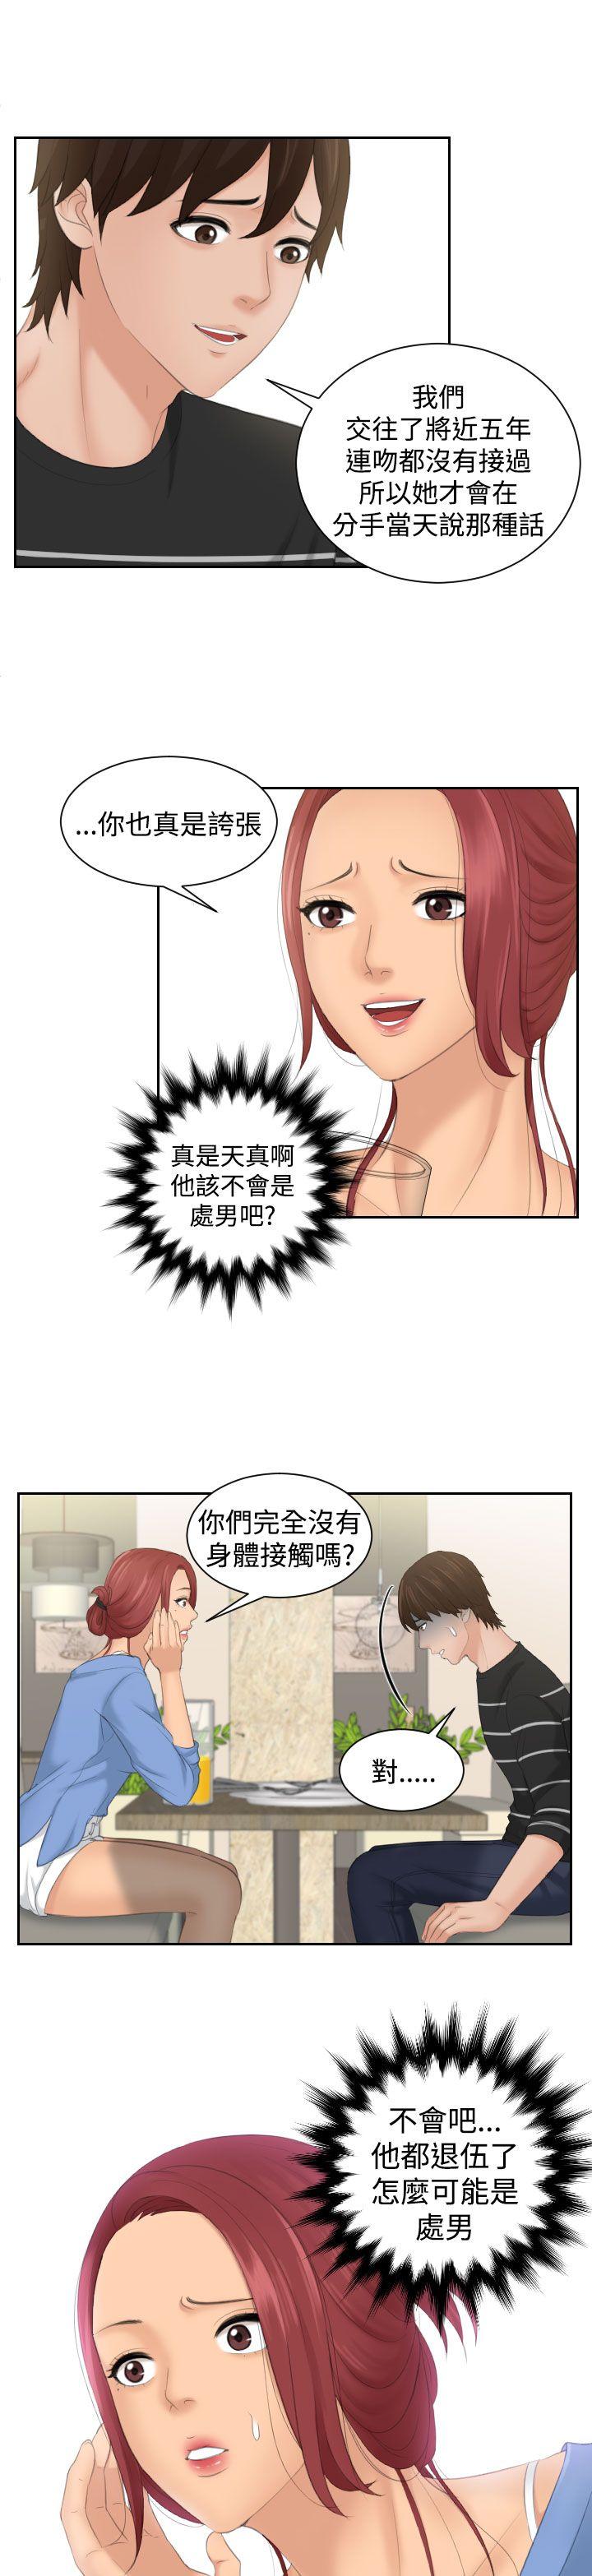 我們
交往了將近五年
連吻都沒有接過
所以她才會在
分手當天說那種話
...你也真是誇張
真是天真啊
他該不會是
處男吧?
你們完全沒有
身體接觸嗎?
對.....
不會吧...
他都退伍了
怎麼可能是
處男